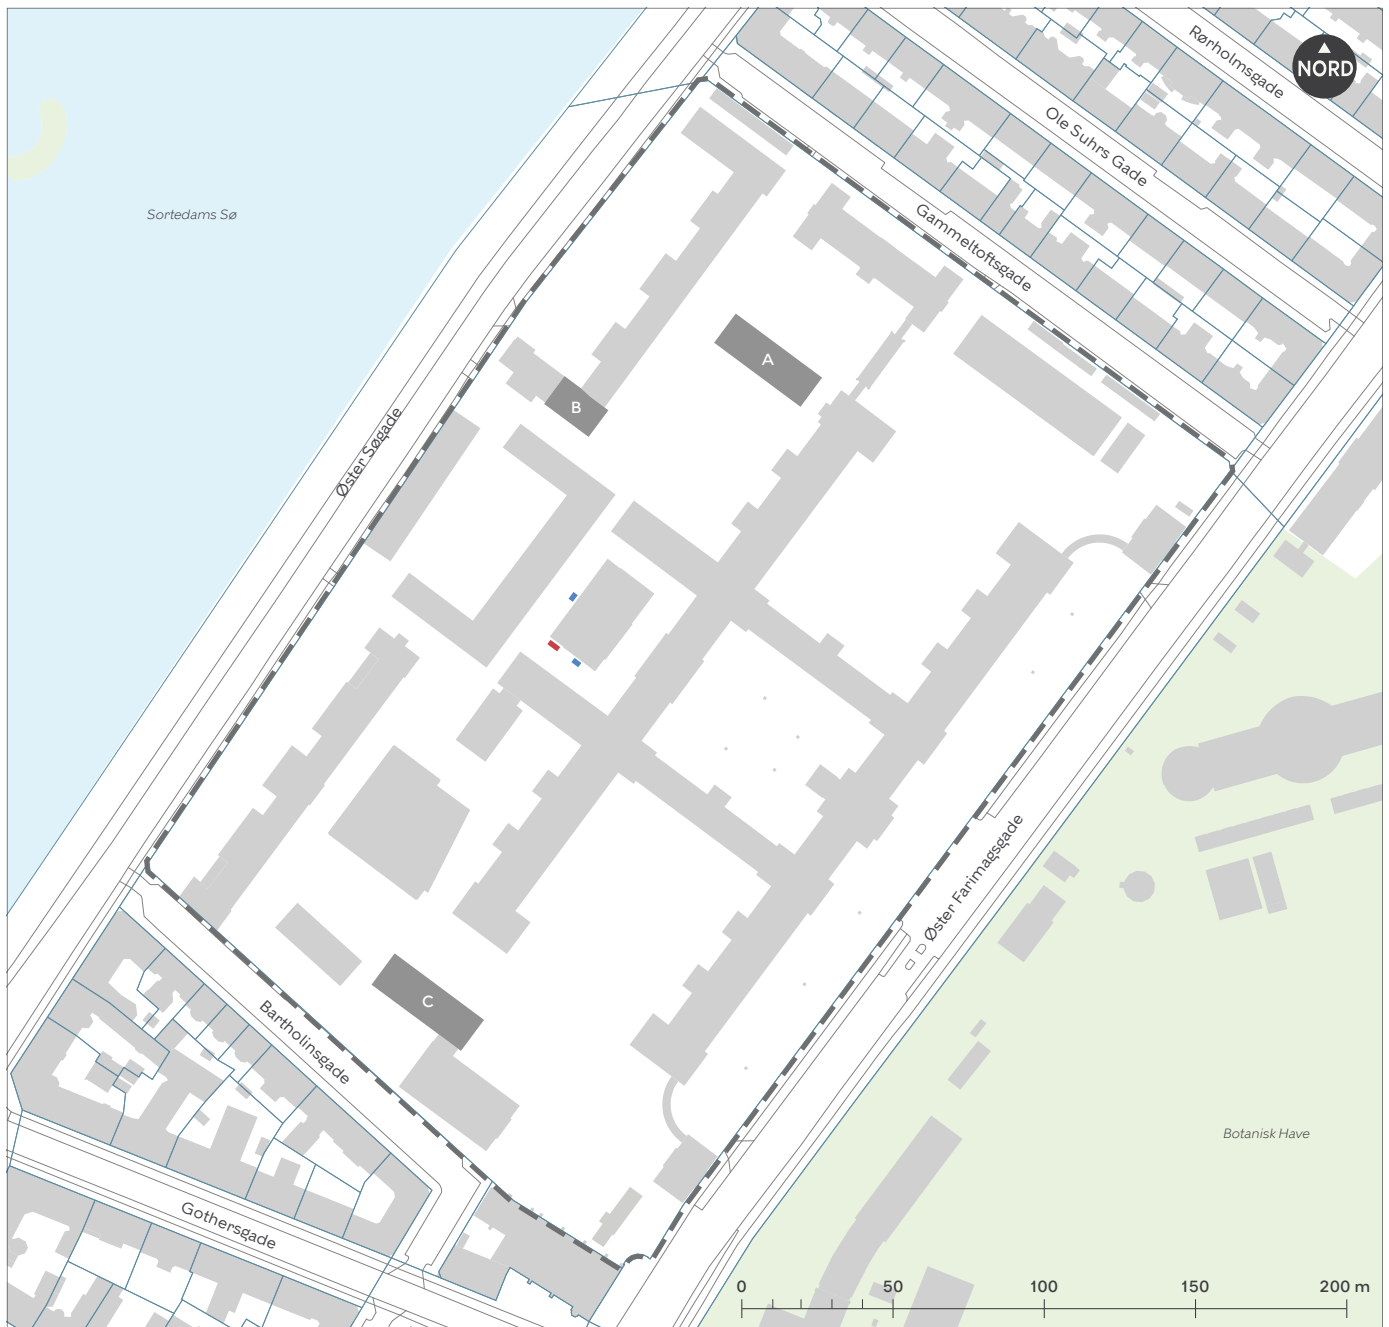 Rørholmsgade
NORD
Ole Suhrs Gade
Sortedams Sø
Gammeltoftsgade
A
B
Øster Søgade
Øster Farimagsgade
C
Bartholinsgade
Botanisk Have
Gothersgade
0 50 100 150 200 m